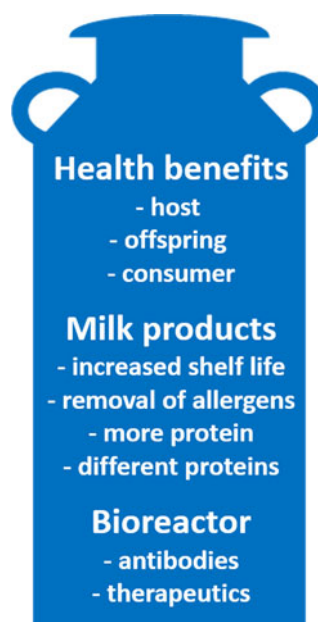 Health benefits
- host
- offspring
- consumer
Milk products
- increased shelf life
- removal of allergens
- more protein
- different proteins
Bioreactor
- antibodies
- therapeutics